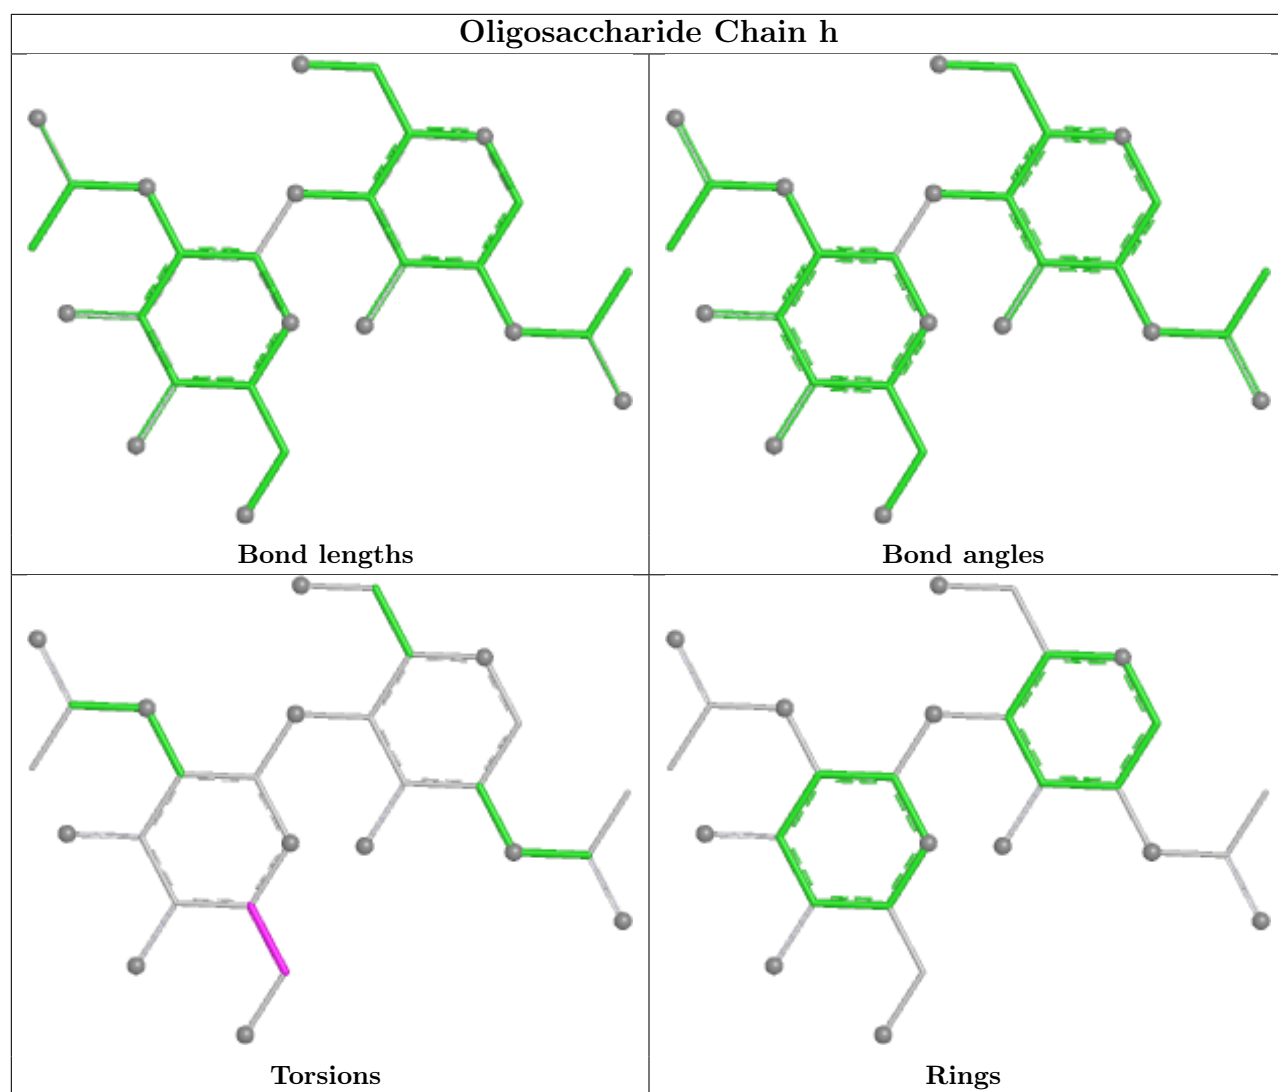 Oligosaccharide Chain h
Bond lengths
Bond angles
Torsions
Rings